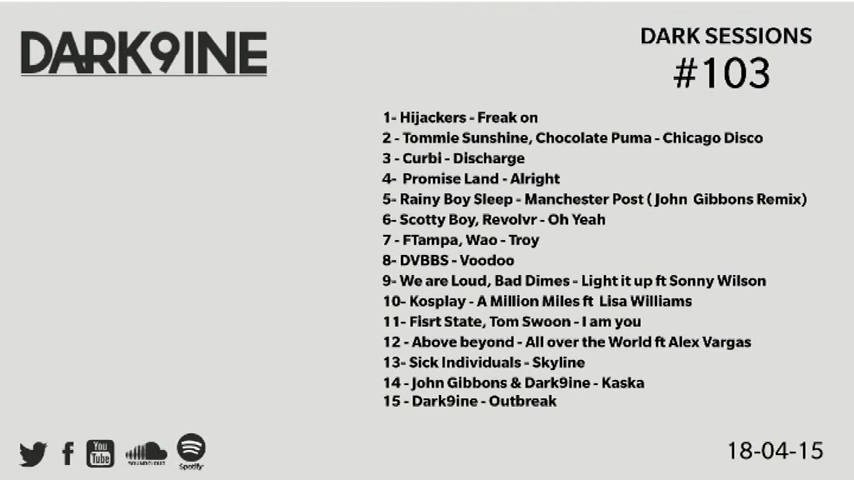 DARK9INE
DARK SESSIONS
#103
1- Hijackers - Freak on
2 - Tommie Sunshine, Chocolate Puma - Chicago Disco
3 - Curbi - Discharge
4-  Promise Land - Alright
5- Rainy Boy Sleep - Manchester Post ( John  Gibbons Remix)
6- Scotty Boy, Revolvr - Oh Yeah
7 - FTampa, Wao - Troy
8- DVBBS - Voodoo
9- We are Loud, Bad Dimes - Light it up ft Sonny Wilson
10- Kosplay - A Million Miles ft  Lisa Williams
11- Fisrt State, Tom Swoon - I am you
12 - Above beyond - All over the World ft Alex Vargas
13- Sick Individuals - Skyline
14 - John Gibbons & Dark9ine - Kaska
15 - Dark9ine - Outbreak
You
Tube
SOUNDCLOUD
Spotify
18-04-15